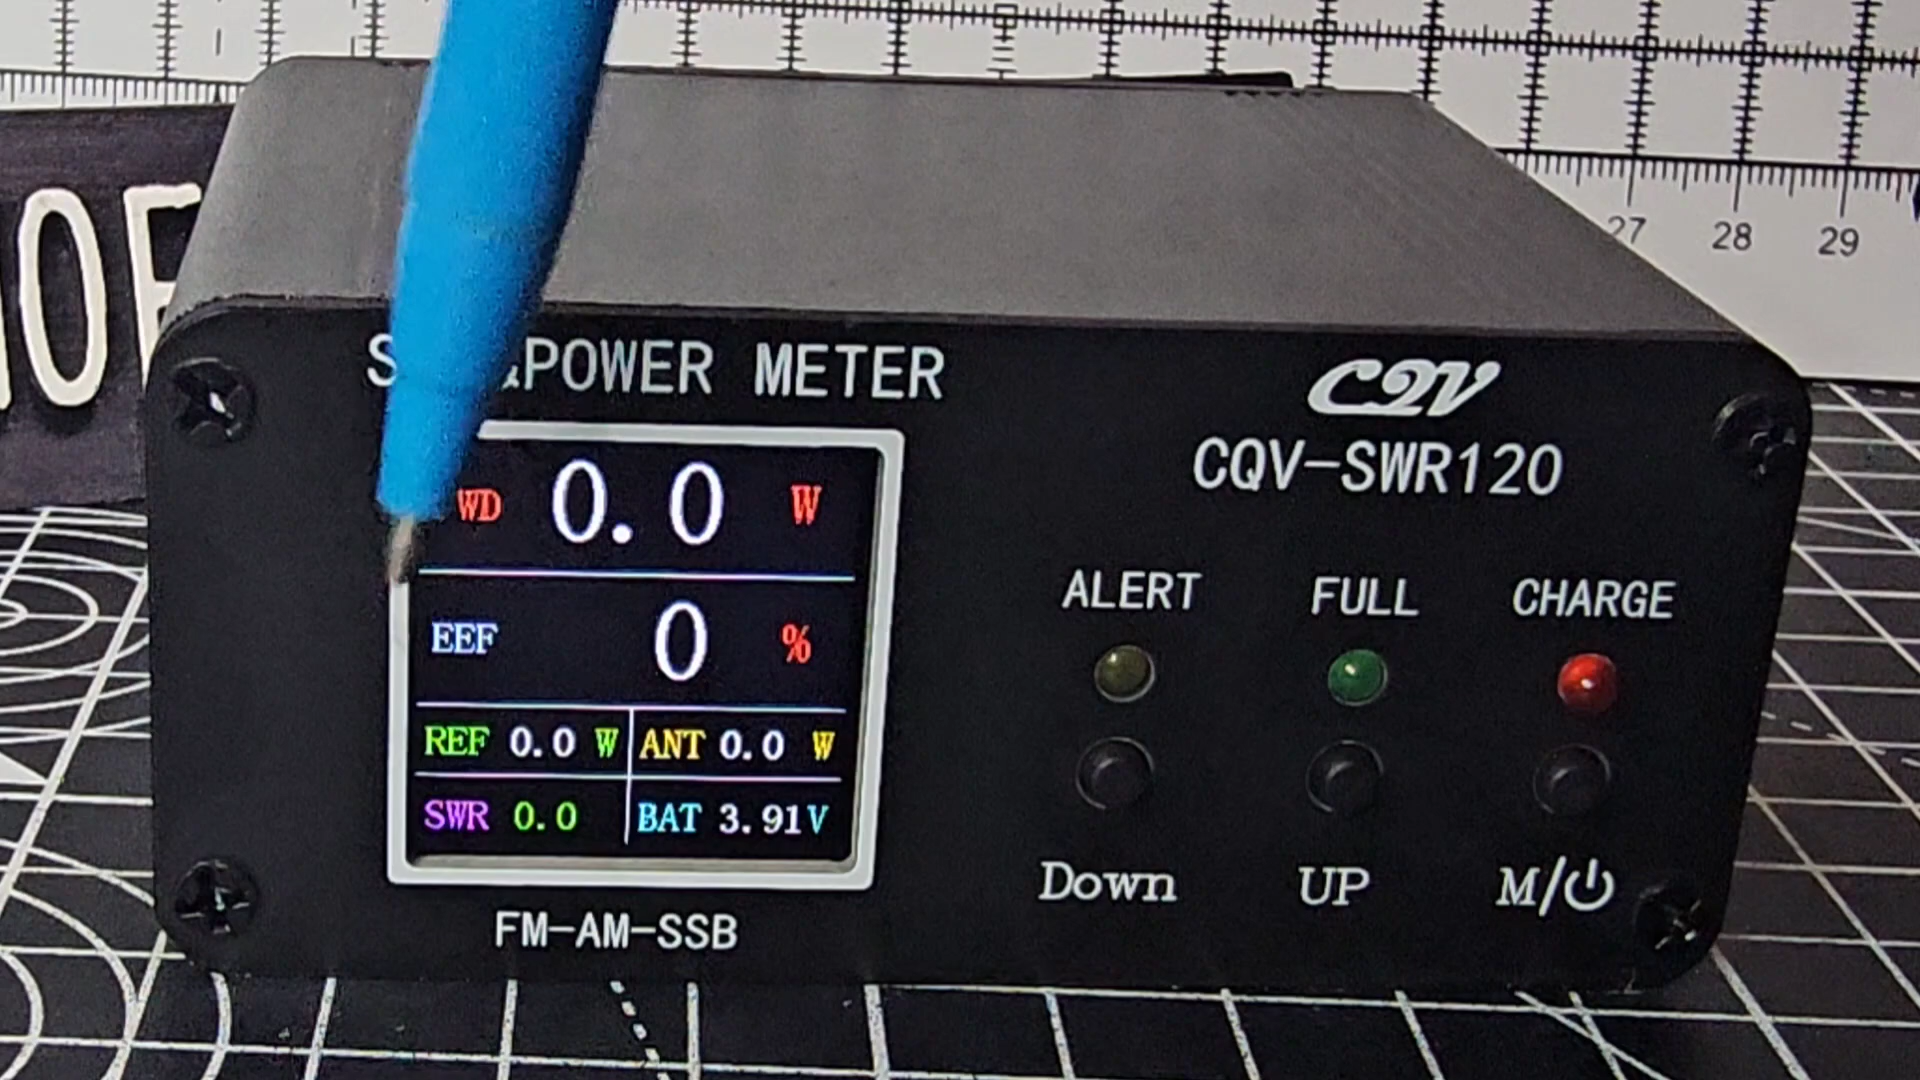 27 28 29
POWER METER
CQV
CQV-SWR120
0.0 W
EEF 0 %
REF 0.0 W ANT 0.0 W
SWR 0.0 BAT 3.91V
FM-AM-SSB
ALERT FULL CHARGE
Down UP M/⏻